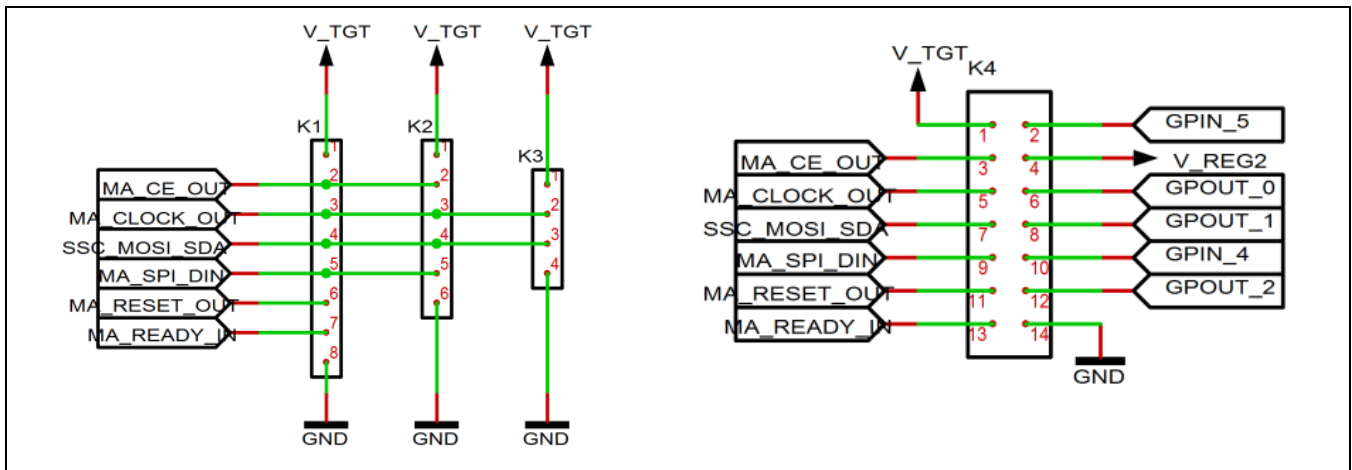 V_TGT V_TGT V_TGT
K1 K2 K3
1 2 3 4 5 6 7 8
1 2 3 4 5 6
1 2 3 4
MA_CE_OUT
MA_CLOCK_OUT
SSC_MOSI_SDA
MA_SPI_DIN
MA_RESET_OUT
MA_READY_IN
GND GND GND
V_TGT
K4
1 2 GPIN_5
MA_CE_OUT 3 4 V_REG2
MA_CLOCK_OUT 5 6 GPOUT_0
SSC_MOSI_SDA 7 8 GPOUT_1
MA_SPI_DIN 9 10 GPIN_4
MA_RESET_OUT 11 12 GPOUT_2
MA_READY_IN 13 14
GND